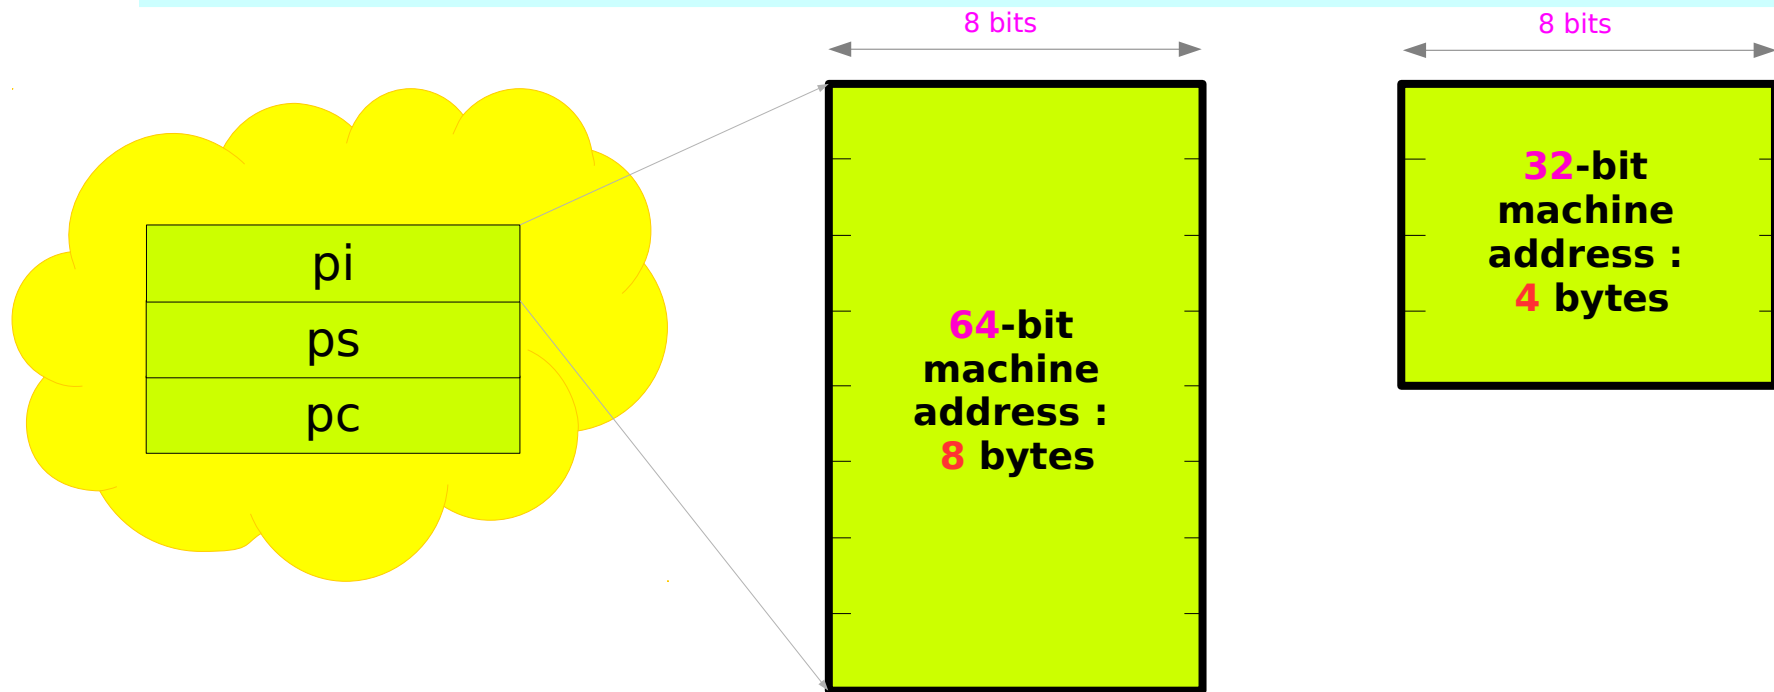 8 bits
8 bits
pi
ps
pc
64-bit
machine
address :
8 bytes
32-bit
machine
address :
4 bytes